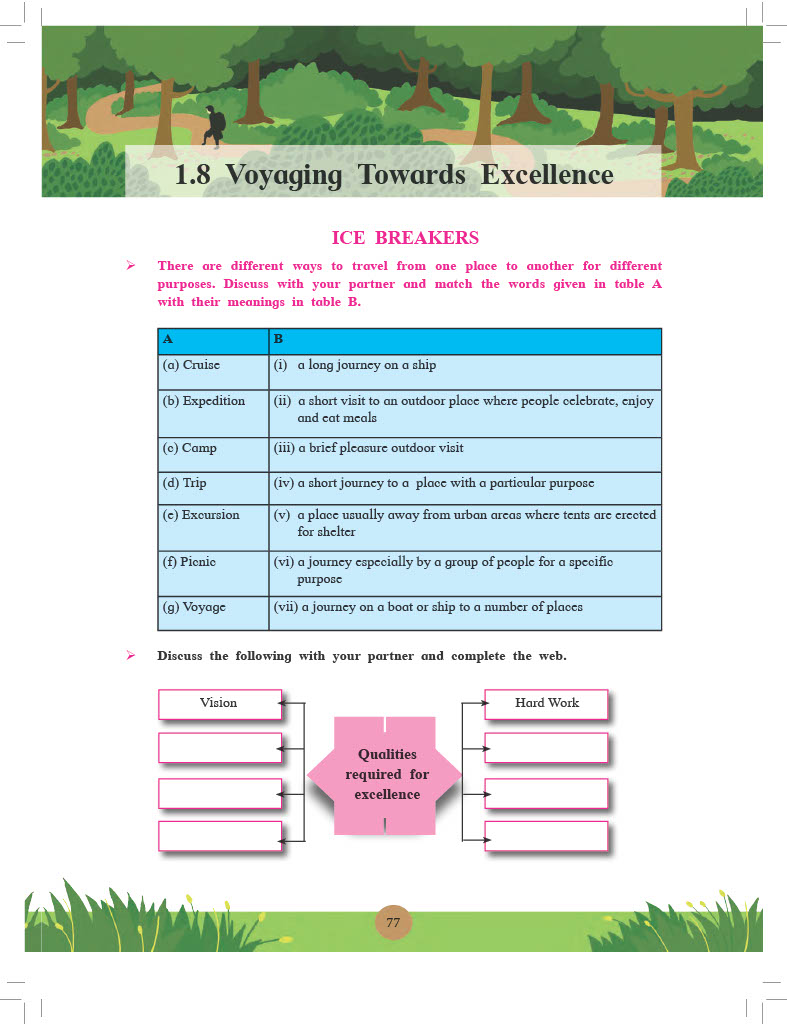 1.8 Voyaging Towards Excellence
ICE BREAKERS
There are different ways to travel from one place to another for different
purposes. Discuss with your partner and match the words given in table A
with their meanings in table B.
A B
(a) Cruise (i) a long journey on a ship
(b) Expedition (ii) a short visit to an outdoor place where people celebrate, enjoy
and eat meals
(c) Camp (iii) a brief pleasure outdoor visit
(d) Trip (iv) a short journey to a place with a particular purpose
(e) Excursion (v) a place usually away from urban areas where tents are erected
for shelter
(f) Picnic (vi) a journey especially by a group of people for a specific
purpose
(g) Voyage (vii) a journey on a boat or ship to a number of places
Discuss the following with your partner and complete the web.
Vision
Hard Work
Qualities
required for
excellence
77